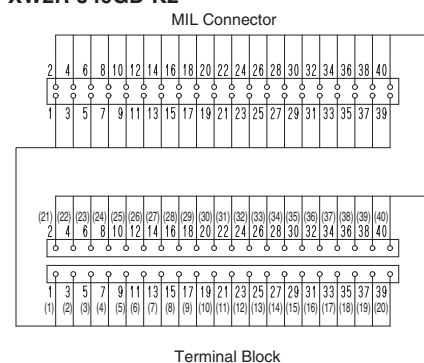 MIL Connector
2 4 6 8 10 12 14 16 18 20 22 24 26 28 30 32 34 36 38 40
1 3 5 7 9 11 13 15 17 19 21 23 25 27 29 31 33 35 37 39
(21) (22) (23) (24) (25) (26) (27) (28) (29) (30) (31) (32) (33) (34) (35) (36) (37) (38) (39) (40)
2 4 6 8 10 12 14 16 18 20 22 24 26 28 30 32 34 36 38 40
1 3 5 7 9 11 13 15 17 19 21 23 25 27 29 31 33 35 37 39
(1) (2) (3) (4) (5) (6) (7) (8) (9) (10) (11) (12) (13) (14) (15) (16) (17) (18) (19) (20)
Terminal Block